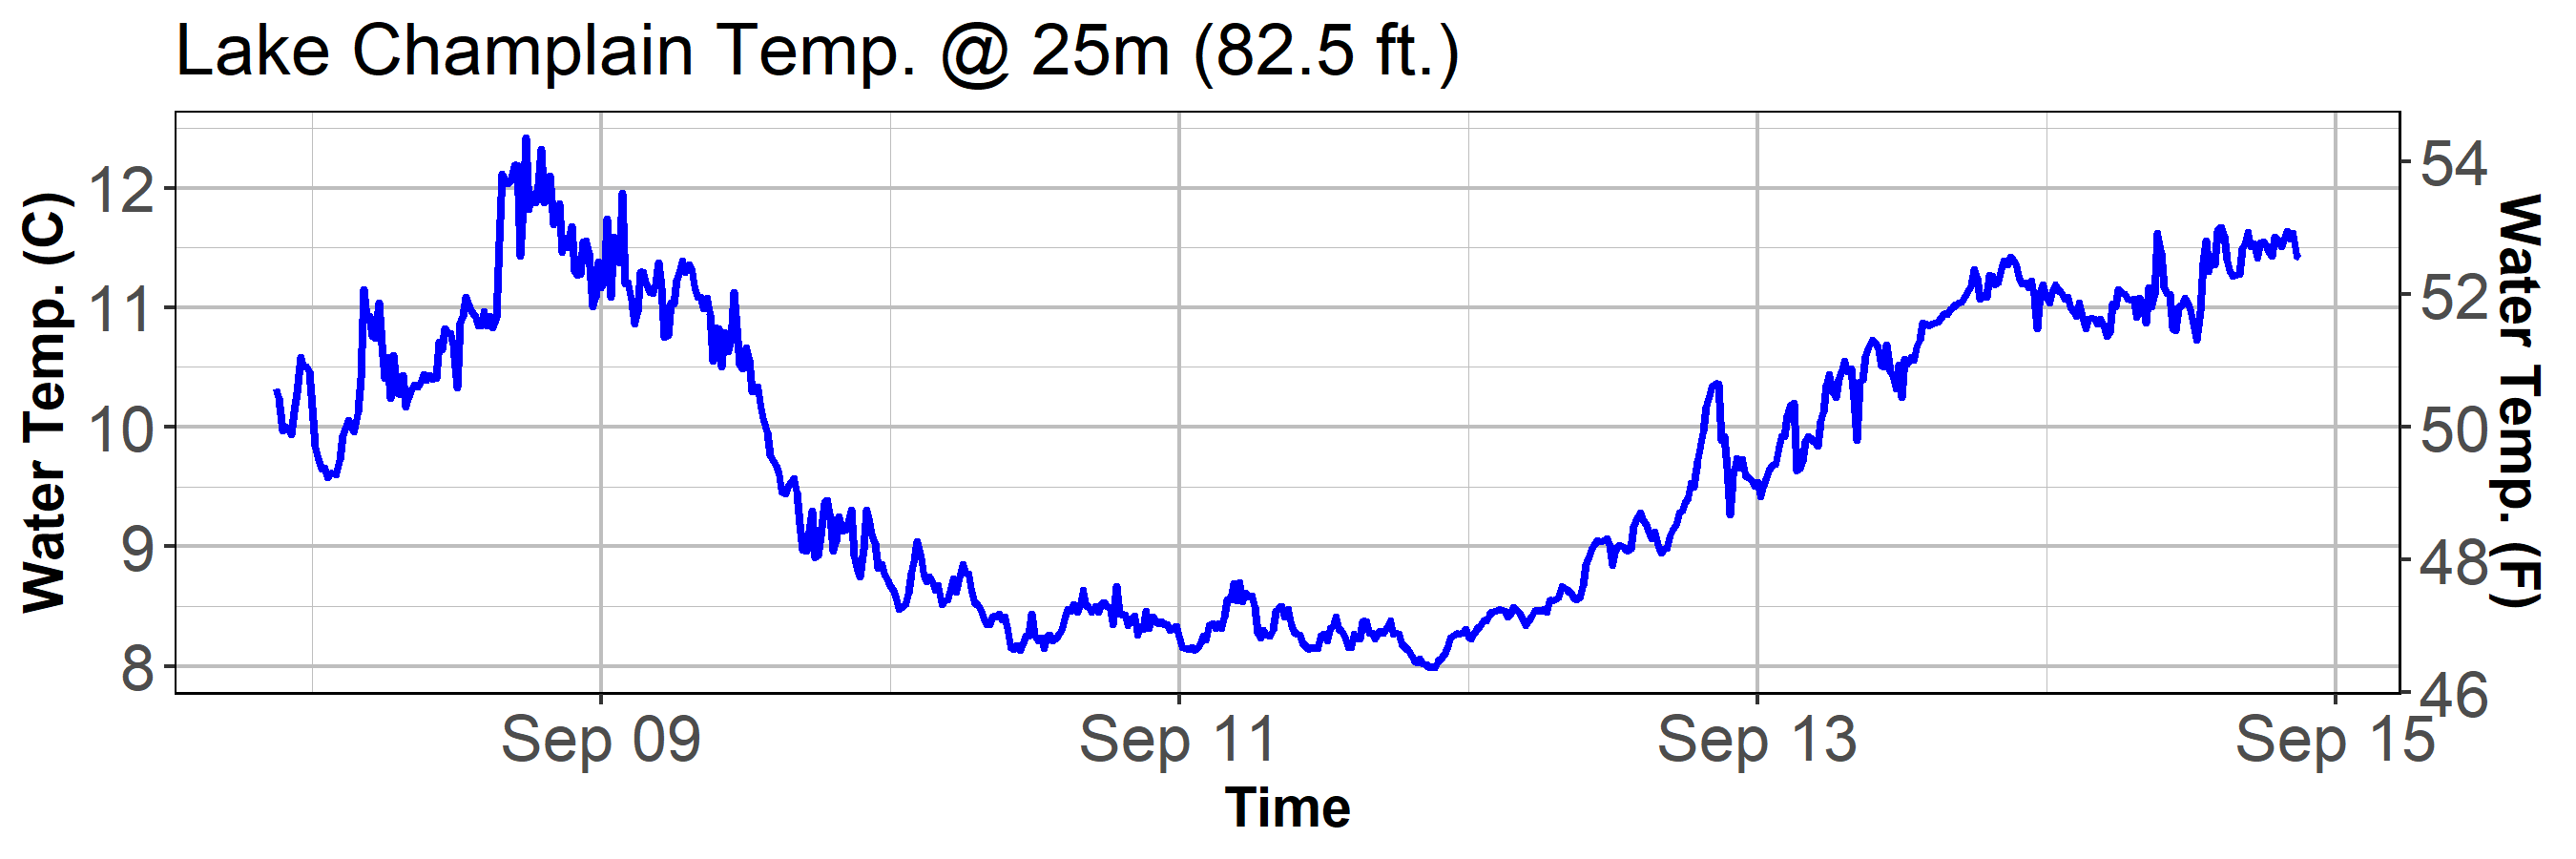 Lake Champlain Temp. @ 25m (82.5 ft.)
Water Temp. (C)
12
11
10
9
8
54
52
50
48
46
Water Temp. (F)
Sep 09 Sep 11 Sep 13 Sep 15
Time